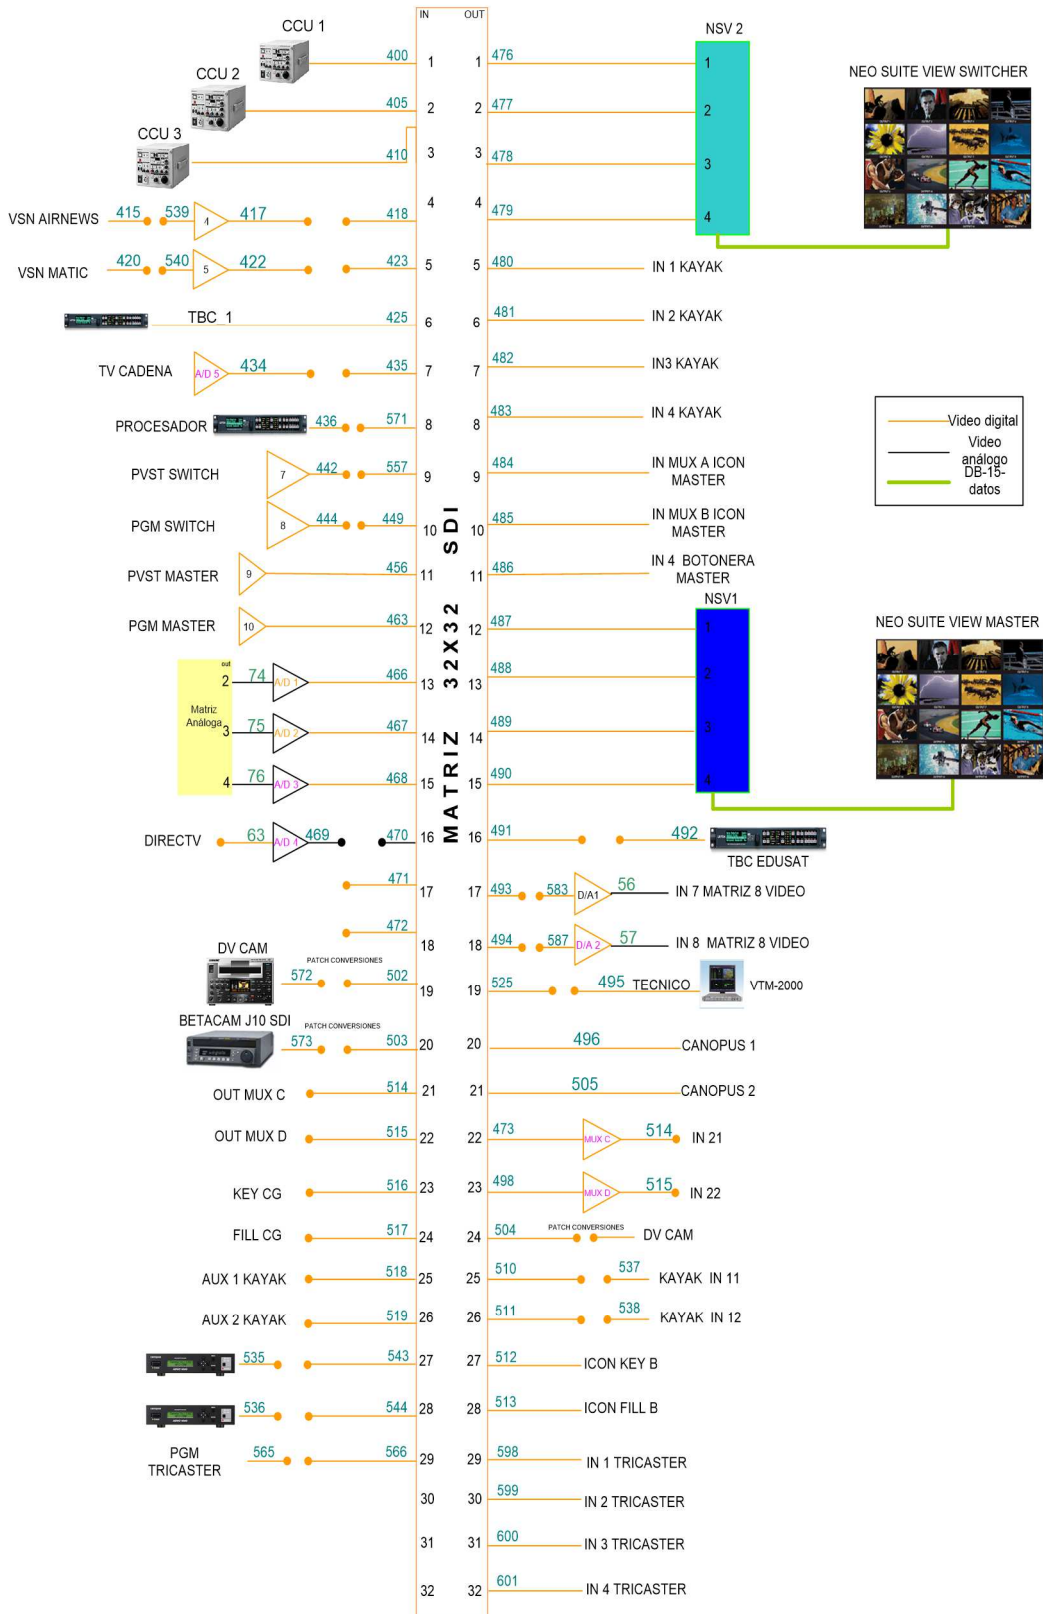 IN OUT
CCU 1
400 1
CCU 2
405 2
CCU 3
410 3
4
VSN AIRNEWS 415 539 4 417 418
VSN MATIC 420 540 5 422 423 5
TBC 1 425 6
TV CADENA A/D 5 434 435 7
PROCESADOR 436 571 8
PVST SWITCH 7 442 557 9
PGM SWITCH 8 444 449 10
PVST MASTER 9 456 11
PGM MASTER 10 463 12
Matriz
Análoga
out
2 74 A/D 1 466 13
3 75 A/D 2 467 14
4 76 A/D 3 468 15
DIRECTV 63 A/D 4 469 470 16
471 17
472 18
DV CAM
PATCH CONVERSIONES
572 502 19
BETACAM J10 SDI
PATCH CONVERSIONES
573 503 20
OUT MUX C 514 21
OUT MUX D 515 22
KEY CG 516 23
FILL CG 517 24
AUX 1 KAYAK 518 25
AUX 2 KAYAK 519 26
535 543 27
536 544 28
PGM
TRICASTER
565 566 29
30
31
32
MATRIZ 32X32 SDI
NSV 2
1 476 1
2 477 2
3 478 3
4 479 4
NEO SUITE VIEW SWITCHER
5 480 IN 1 KAYAK
6 481 IN 2 KAYAK
7 482 IN3 KAYAK
8 483 IN 4 KAYAK
9 484 IN MUX A ICON
MASTER
10 485 IN MUX B ICON
MASTER
11 486 IN 4 BOTONERA
MASTER
Video digital
Video
análogo
DB-15-
datos
NSV1
12 487 1
13 488 2
14 489 3
15 490 4
NEO SUITE VIEW MASTER
16 491 492
TBC EDUSAT
17 493 583 D/A1 56 IN 7 MATRIZ 8 VIDEO
18 494 587 D/A 2 57 IN 8 MATRIZ 8 VIDEO
19 525 495 TECNICO VTM-2000
20 496 CANOPUS 1
21 505 CANOPUS 2
22 473 MUX C 514 IN 21
23 498 MUX D 515 IN 22
24 504 PATCH CONVERSIONES DV CAM
25 510 537 KAYAK IN 11
26 511 538 KAYAK IN 12
27 512 ICON KEY B
28 513 ICON FILL B
29 598 IN 1 TRICASTER
30 599 IN 2 TRICASTER
31 600 IN 3 TRICASTER
32 601 IN 4 TRICASTER